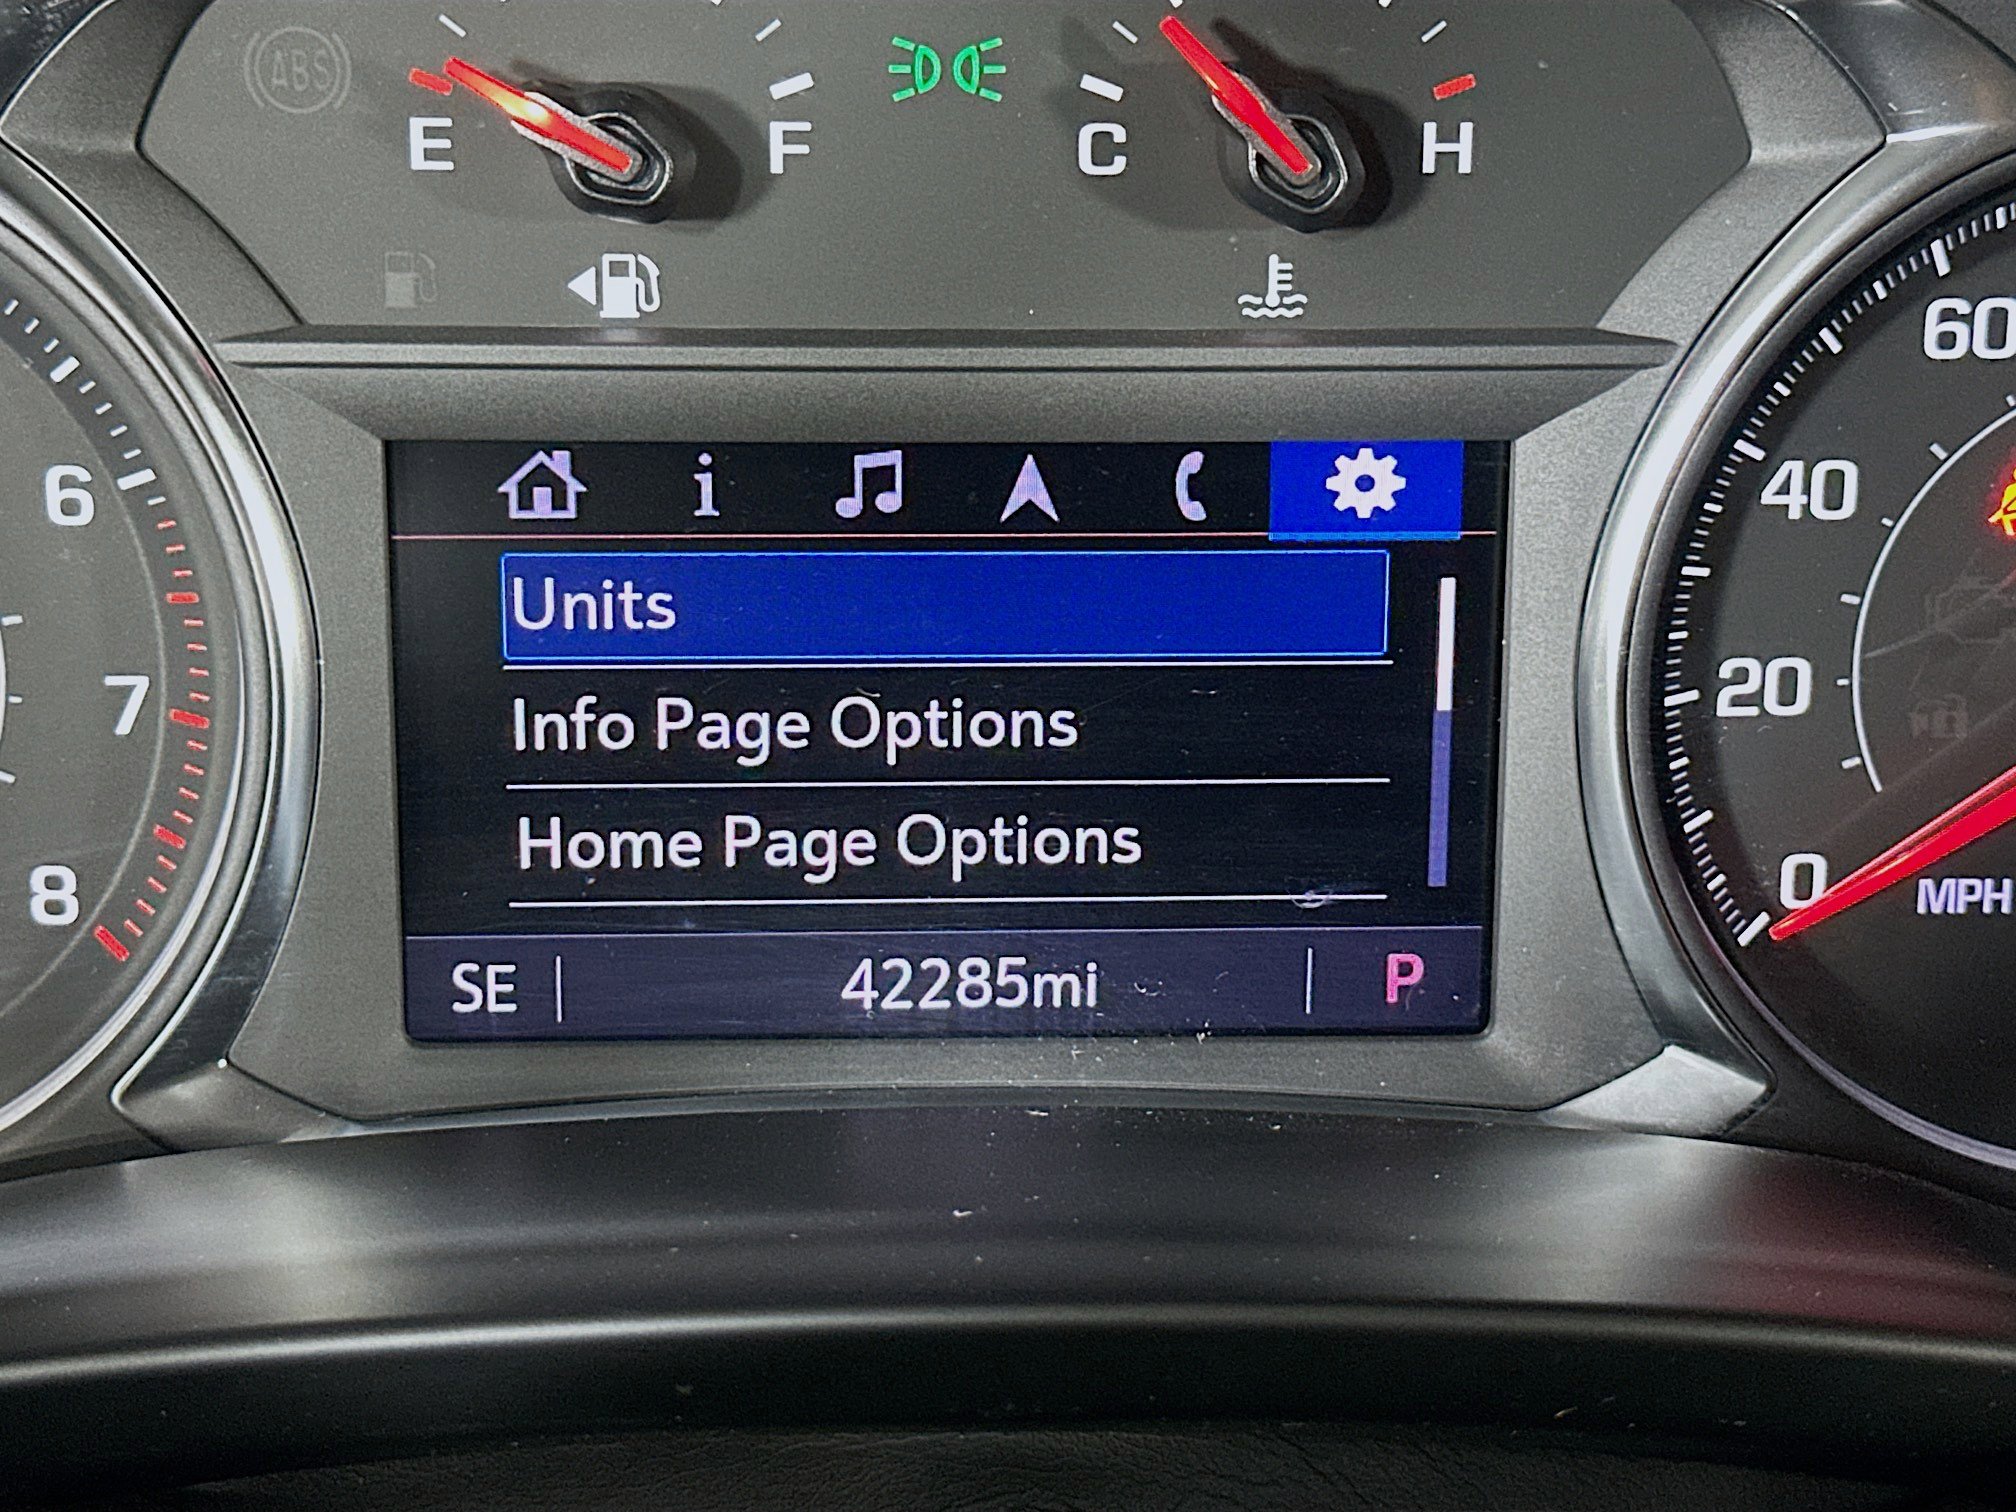 ABS
E F C H
60
6 40
7 20
8 0
MPH
Units
Info Page Options
Home Page Options
SE 42285mi P